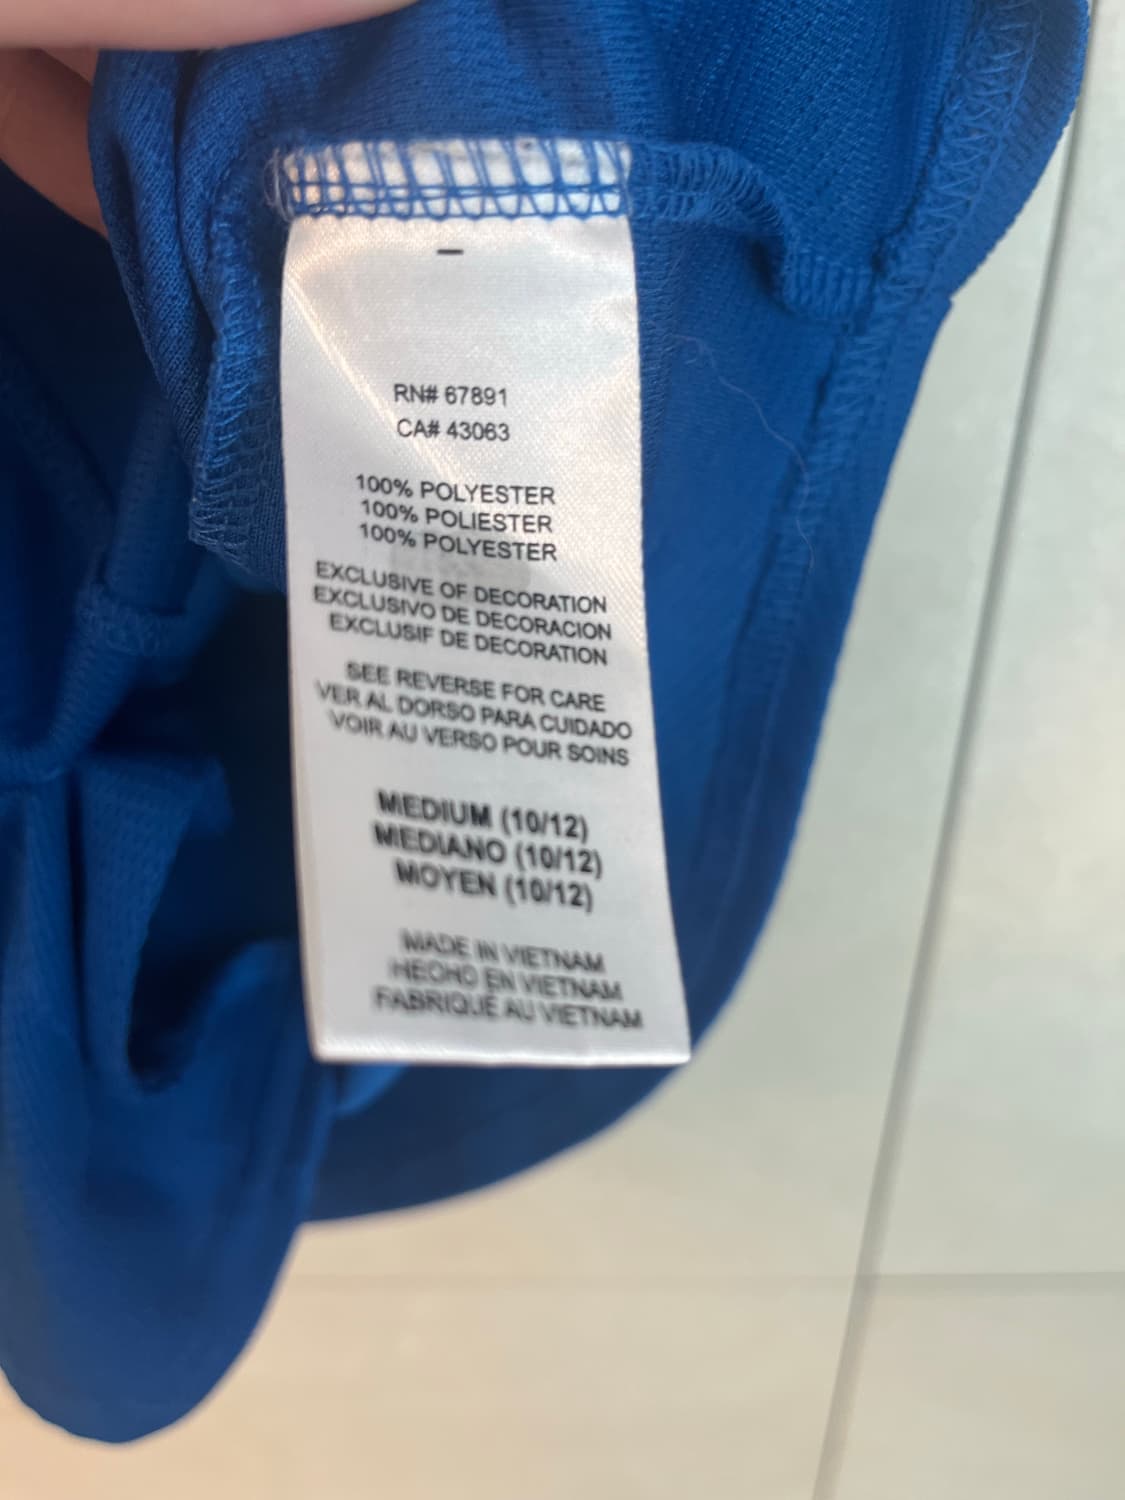 –
RN# 67891
CA# 43063
100% POLYESTER
100% POLIESTER
100% POLYESTER
EXCLUSIVE OF DECORATION
EXCLUSIVO DE DECORACION
EXCLUSIF DE DECORATION
SEE REVERSE FOR CARE
VER AL DORSO PARA CUIDADO
VOIR AU VERSO POUR SOINS
MEDIUM (10/12)
MEDIANO (10/12)
MOYEN (10/12)
MADE IN VIETNAM
HECHO EN VIETNAM
FABRIQUÉ AU VIETNAM